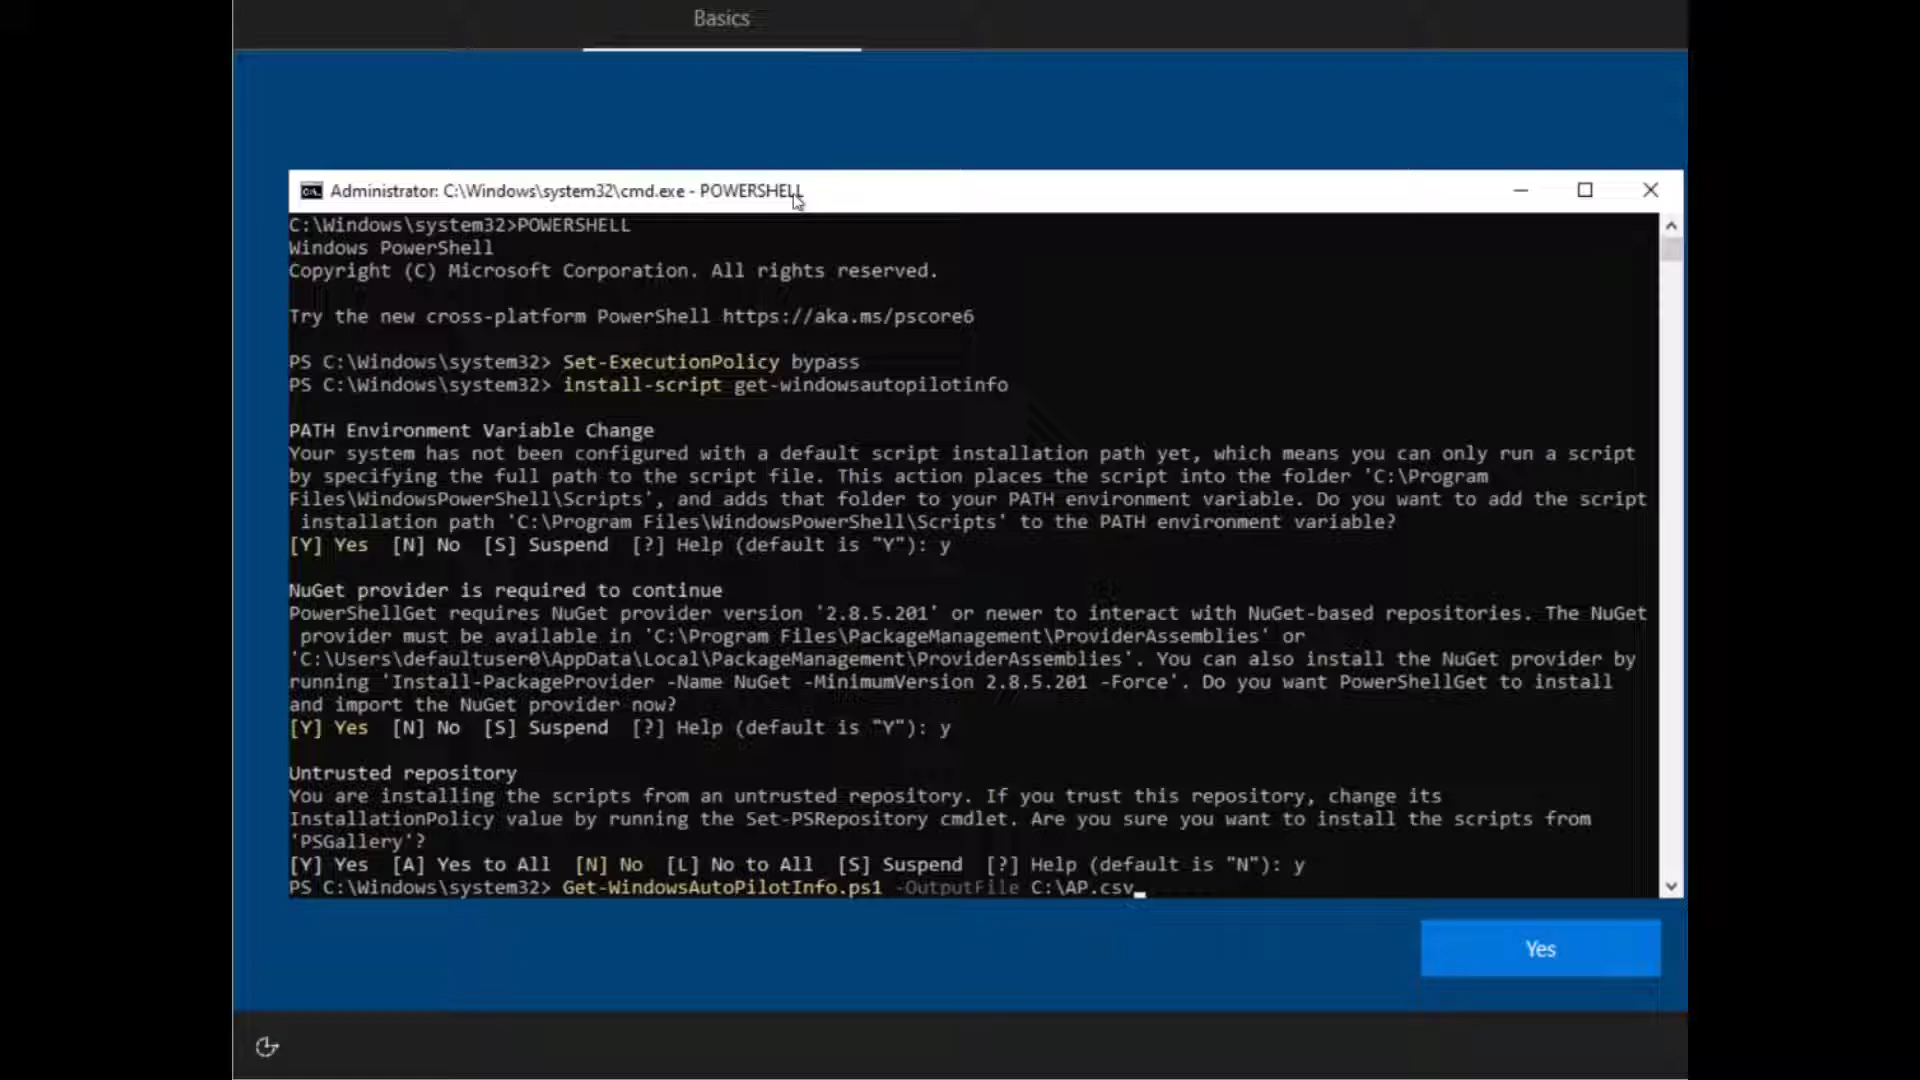 Basics
Administrator: C:\Windows\system32\cmd.exe - POWERSHELL
C:\Windows\system32>POWERSHELL
Windows PowerShell
Copyright (C) Microsoft Corporation. All rights reserved.
Try the new cross-platform PowerShell https://aka.ms/pscore6
PS C:\Windows\system32> Set-ExecutionPolicy bypass
PS C:\Windows\system32> install-script get-windowsautopilotinfo
PATH Environment Variable Change
Your system has not been configured with a default script installation path yet, which means you can only run a script
by specifying the full path to the script file. This action places the script into the folder 'C:\Program
Files\WindowsPowerShell\Scripts', and adds that folder to your PATH environment variable. Do you want to add the script
installation path 'C:\Program Files\WindowsPowerShell\Scripts' to the PATH environment variable?
[Y] Yes  [N] No  [S] Suspend  [?] Help (default is "Y"): y
NuGet provider is required to continue
PowerShellGet requires NuGet provider version '2.8.5.201' or newer to interact with NuGet-based repositories. The NuGet
provider must be available in 'C:\Program Files\PackageManagement\ProviderAssemblies' or
'C:\Users\defaultuser0\AppData\Local\PackageManagement\ProviderAssemblies'. You can also install the NuGet provider by
running 'Install-PackageProvider -Name NuGet -MinimumVersion 2.8.5.201 -Force'. Do you want PowerShellGet to install
and import the NuGet provider now?
[Y] Yes  [N] No  [S] Suspend  [?] Help (default is "Y"): y
Untrusted repository
You are installing the scripts from an untrusted repository. If you trust this repository, change its
InstallationPolicy value by running the Set-PSRepository cmdlet. Are you sure you want to install the scripts from
'PSGallery'?
[Y] Yes  [A] Yes to All  [N] No  [L] No to All  [S] Suspend  [?] Help (default is "N"): y
PS C:\Windows\system32> Get-WindowsAutoPilotInfo.ps1 -OutputFile C:\AP.csv
Yes